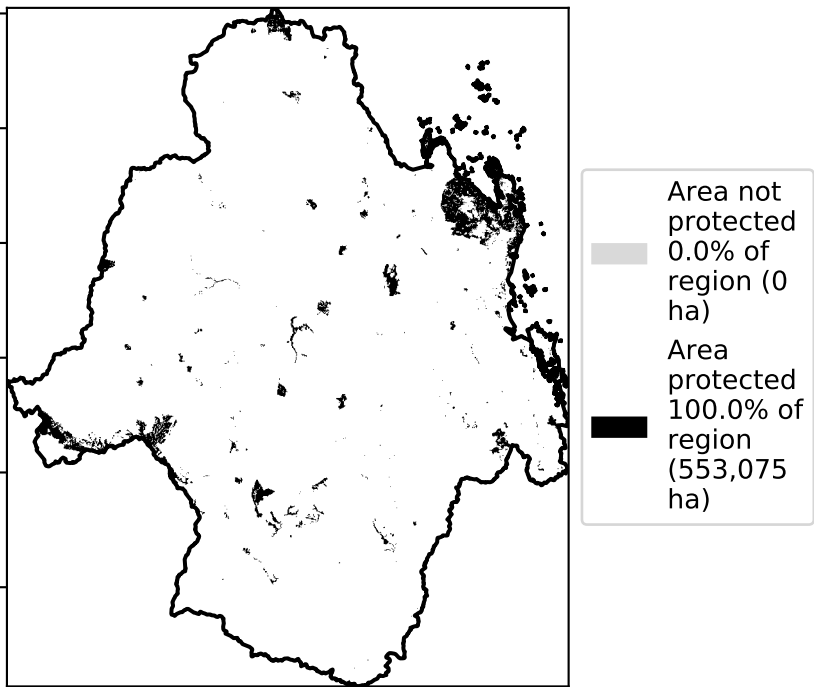 Area not
protected
0.0% of
region (0
ha)
Area
protected
100.0% of
region
(553,075
ha)